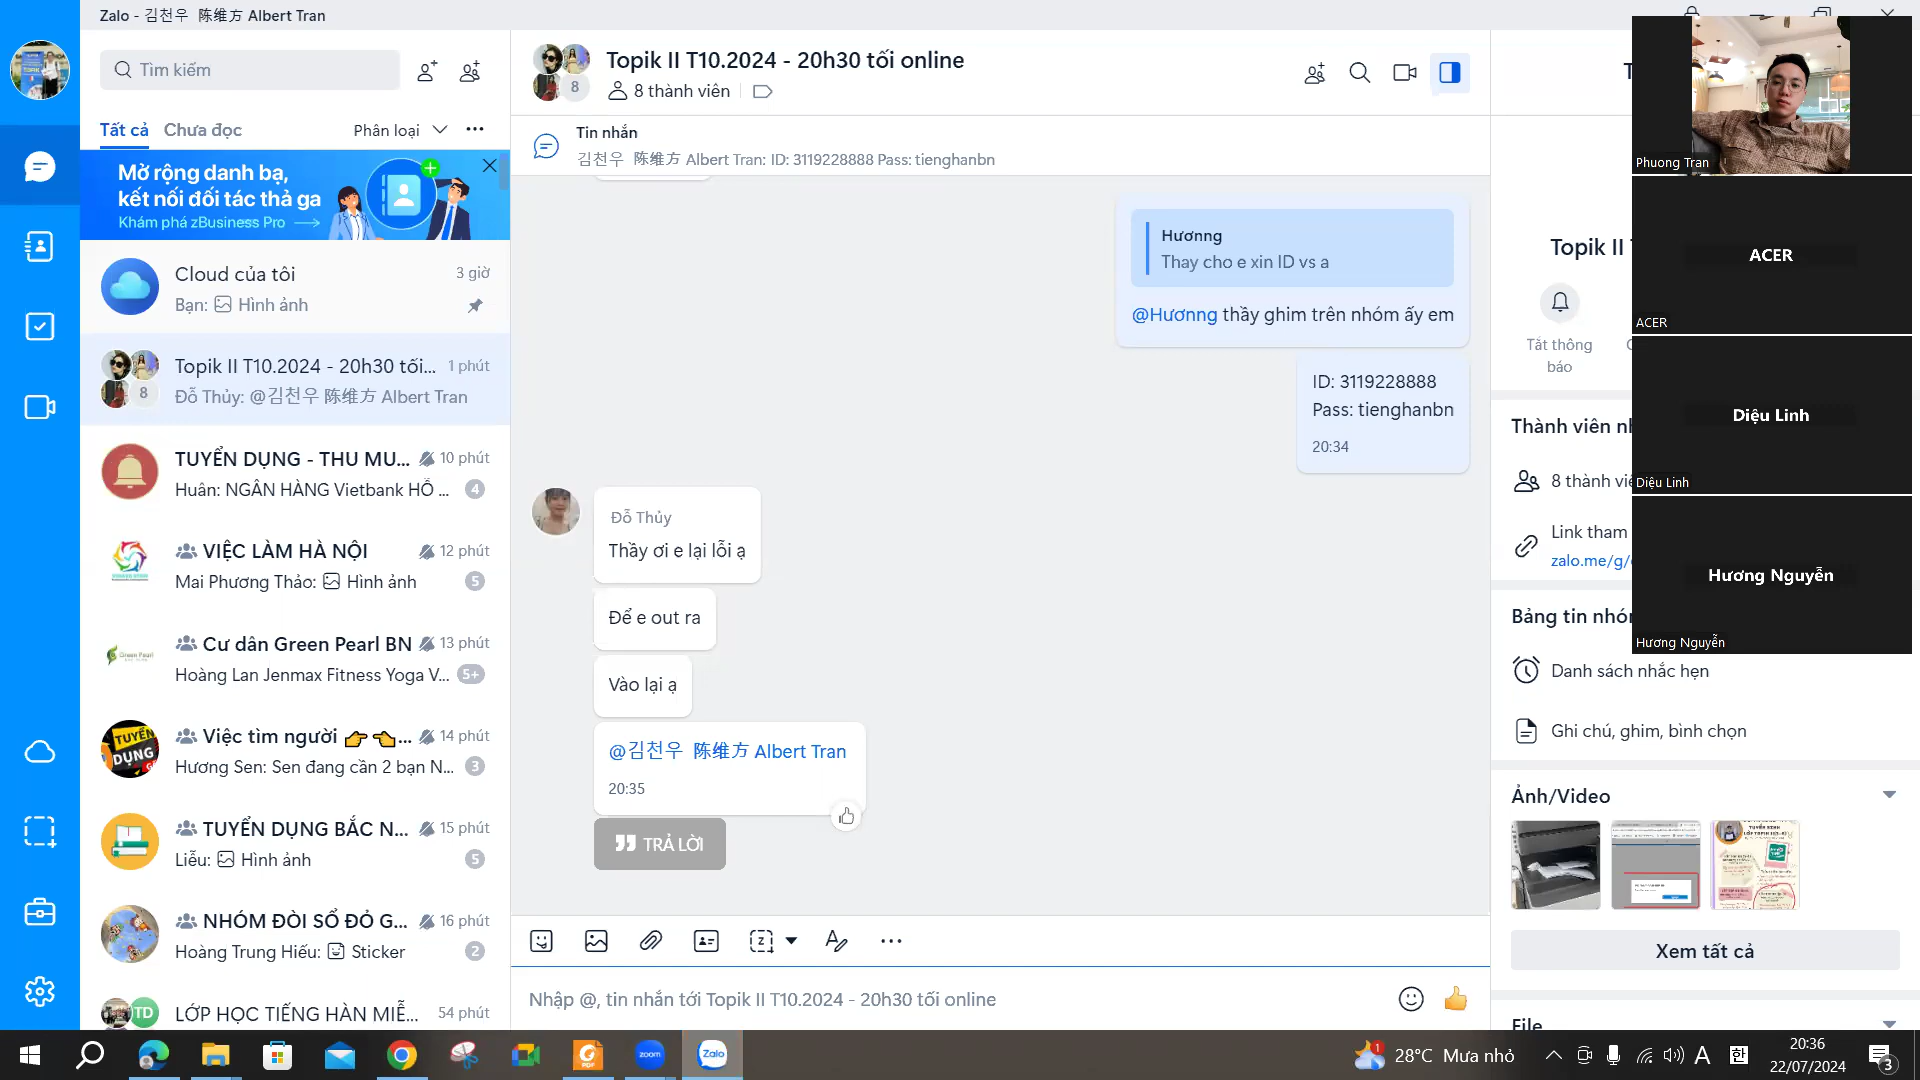 Zalo - 김천우 陈维方 Albert Tran
Tìm kiếm
Tất cả
Chưa đọc
Phân loại
Mở rộng danh bạ,
kết nối đối tác thả ga
Khám phá zBusiness Pro
Cloud của tôi
3 giờ
Bạn: Hình ảnh
Topik II T10.2024 - 20h30 tối...
1 phút
8
Đỗ Thủy: @김천우 陈维方 Albert Tran
TUYỂN DỤNG - THU MU...
10 phút
Huân: NGÂN HÀNG Vietbank HỖ ...
4
VIỆC LÀM HÀ NỘI
12 phút
Mai Phương Thảo: Hình ảnh
5
Cư dân Green Pearl BN
13 phút
Hoàng Lan Jenmax Fitness Yoga V...
5+
Việc tìm người 👉👈...
14 phút
Hương Sen: Sen đang cần 2 bạn N...
3
TUYỂN DỤNG BẮC N...
15 phút
Liễu: Hình ảnh
5
NHÓM ĐÒI SỔ ĐỎ G...
16 phút
Hoàng Trung Hiếu: Sticker
2
TD
LỚP HỌC TIẾNG HÀN MIỄ...
54 phút
8
Topik II T10.2024 - 20h30 tối online
8 thành viên
Tin nhắn
김천우 陈维方 Albert Tran: ID: 3119228888 Pass: tienghanbn
Hươnng
Thay cho e xin ID vs a
@Hươnng thầy ghim trên nhóm ấy em
ID: 3119228888
Pass: tienghanbn
20:34
Đỗ Thủy
Thầy ơi e lại lỗi ạ
Để e out ra
Vào lại ạ
@김천우 陈维方 Albert Tran
20:35
TRẢ LỜI
Nhập @, tin nhắn tới Topik II T10.2024 - 20h30 tối online
Topik II
Tắt thông
báo
Thành viên
8 thành
Link tham
zalo.me/g/
Bảng tin
Danh sách nhắc hẹn
Ghi chú, ghim, bình chọn
Ảnh/Video
Xem tất cả
File
Phuong Tran
ACER
ACER
Diệu Linh
Diệu Linh
Hương Nguyễn
Hương Nguyễn
zoom
Zalo
PDF
1
28°C Mưa nhỏ
A
한
20:36
22/07/2024
3